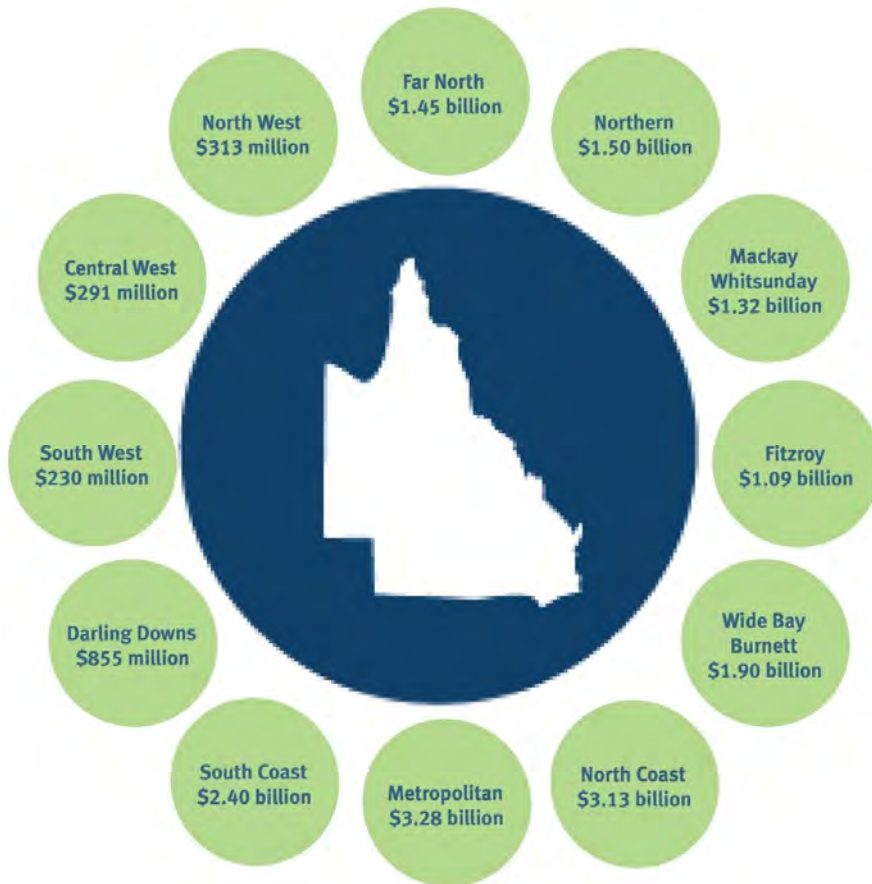 Far North
$1.45 billion
Northern
$1.50 billion
Mackay
Whitsunday
$1.32 billion
Fitzroy
$1.09 billion
Wide Bay
Burnett
$1.90 billion
North Coast
$3.13 billion
Metropolitan
$3.28 billion
South Coast
$2.40 billion
Darling Downs
$855 million
South West
$230 million
Central West
$291 million
North West
$313 million